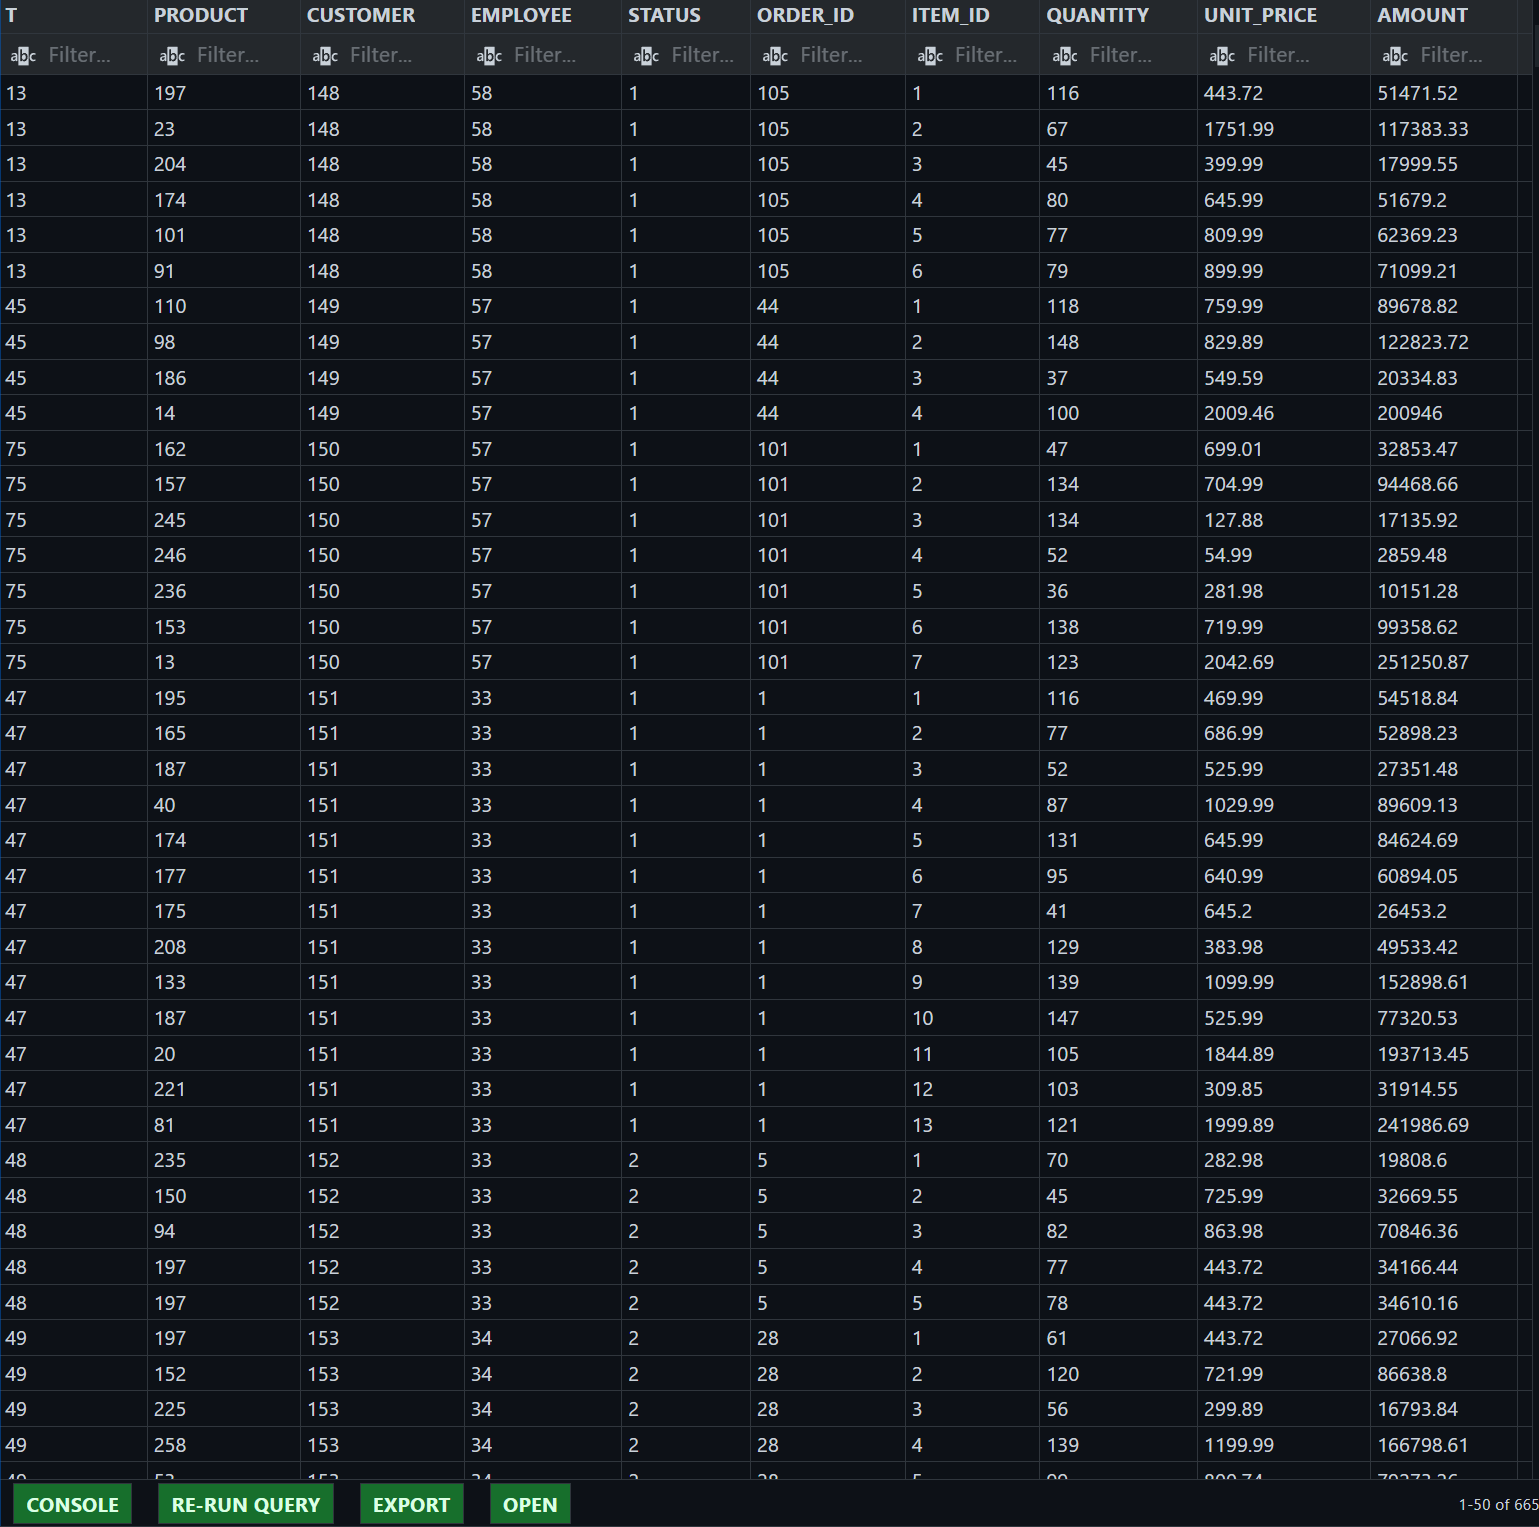 T PRODUCT CUSTOMER EMPLOYEE STATUS ORDER_ID ITEM_ID QUANTITY UNIT_PRICE AMOUNT
abc Filter... abc Filter... abc Filter... abc Filter... abc Filter... abc Filter... abc Filter... abc Filter... abc Filter... abc Filter...
13 197 148 58 1 105 1 116 443.72 51471.52
13 23 148 58 1 105 2 67 1751.99 117383.33
13 204 148 58 1 105 3 45 399.99 17999.55
13 174 148 58 1 105 4 80 645.99 51679.2
13 101 148 58 1 105 5 77 809.99 62369.23
13 91 148 58 1 105 6 79 899.99 71099.21
45 110 149 57 1 44 1 118 759.99 89678.82
45 98 149 57 1 44 2 148 829.89 122823.72
45 186 149 57 1 44 3 37 549.59 20334.83
45 14 149 57 1 44 4 100 2009.46 200946
75 162 150 57 1 101 1 47 699.01 32853.47
75 157 150 57 1 101 2 134 704.99 94468.66
75 245 150 57 1 101 3 134 127.88 17135.92
75 246 150 57 1 101 4 52 54.99 2859.48
75 236 150 57 1 101 5 36 281.98 10151.28
75 153 150 57 1 101 6 138 719.99 99358.62
75 13 150 57 1 101 7 123 2042.69 251250.87
47 195 151 33 1 1 1 116 469.99 54518.84
47 165 151 33 1 1 2 77 686.99 52898.23
47 187 151 33 1 1 3 52 525.99 27351.48
47 40 151 33 1 1 4 87 1029.99 89609.13
47 174 151 33 1 1 5 131 645.99 84624.69
47 177 151 33 1 1 6 95 640.99 60894.05
47 175 151 33 1 1 7 41 645.2 26453.2
47 208 151 33 1 1 8 129 383.98 49533.42
47 133 151 33 1 1 9 139 1099.99 152898.61
47 187 151 33 1 1 10 147 525.99 77320.53
47 20 151 33 1 1 11 105 1844.89 193713.45
47 221 151 33 1 1 12 103 309.85 31914.55
47 81 151 33 1 1 13 121 1999.89 241986.69
48 235 152 33 2 5 1 70 282.98 19808.6
48 150 152 33 2 5 2 45 725.99 32669.55
48 94 152 33 2 5 3 82 863.98 70846.36
48 197 152 33 2 5 4 77 443.72 34166.44
48 197 152 33 2 5 5 78 443.72 34610.16
49 197 153 34 2 28 1 61 443.72 27066.92
49 152 153 34 2 28 2 120 721.99 86638.8
49 225 153 34 2 28 3 56 299.89 16793.84
49 258 153 34 2 28 4 139 1199.99 166798.61
CONSOLE RE-RUN QUERY EXPORT OPEN 1-50 of 665